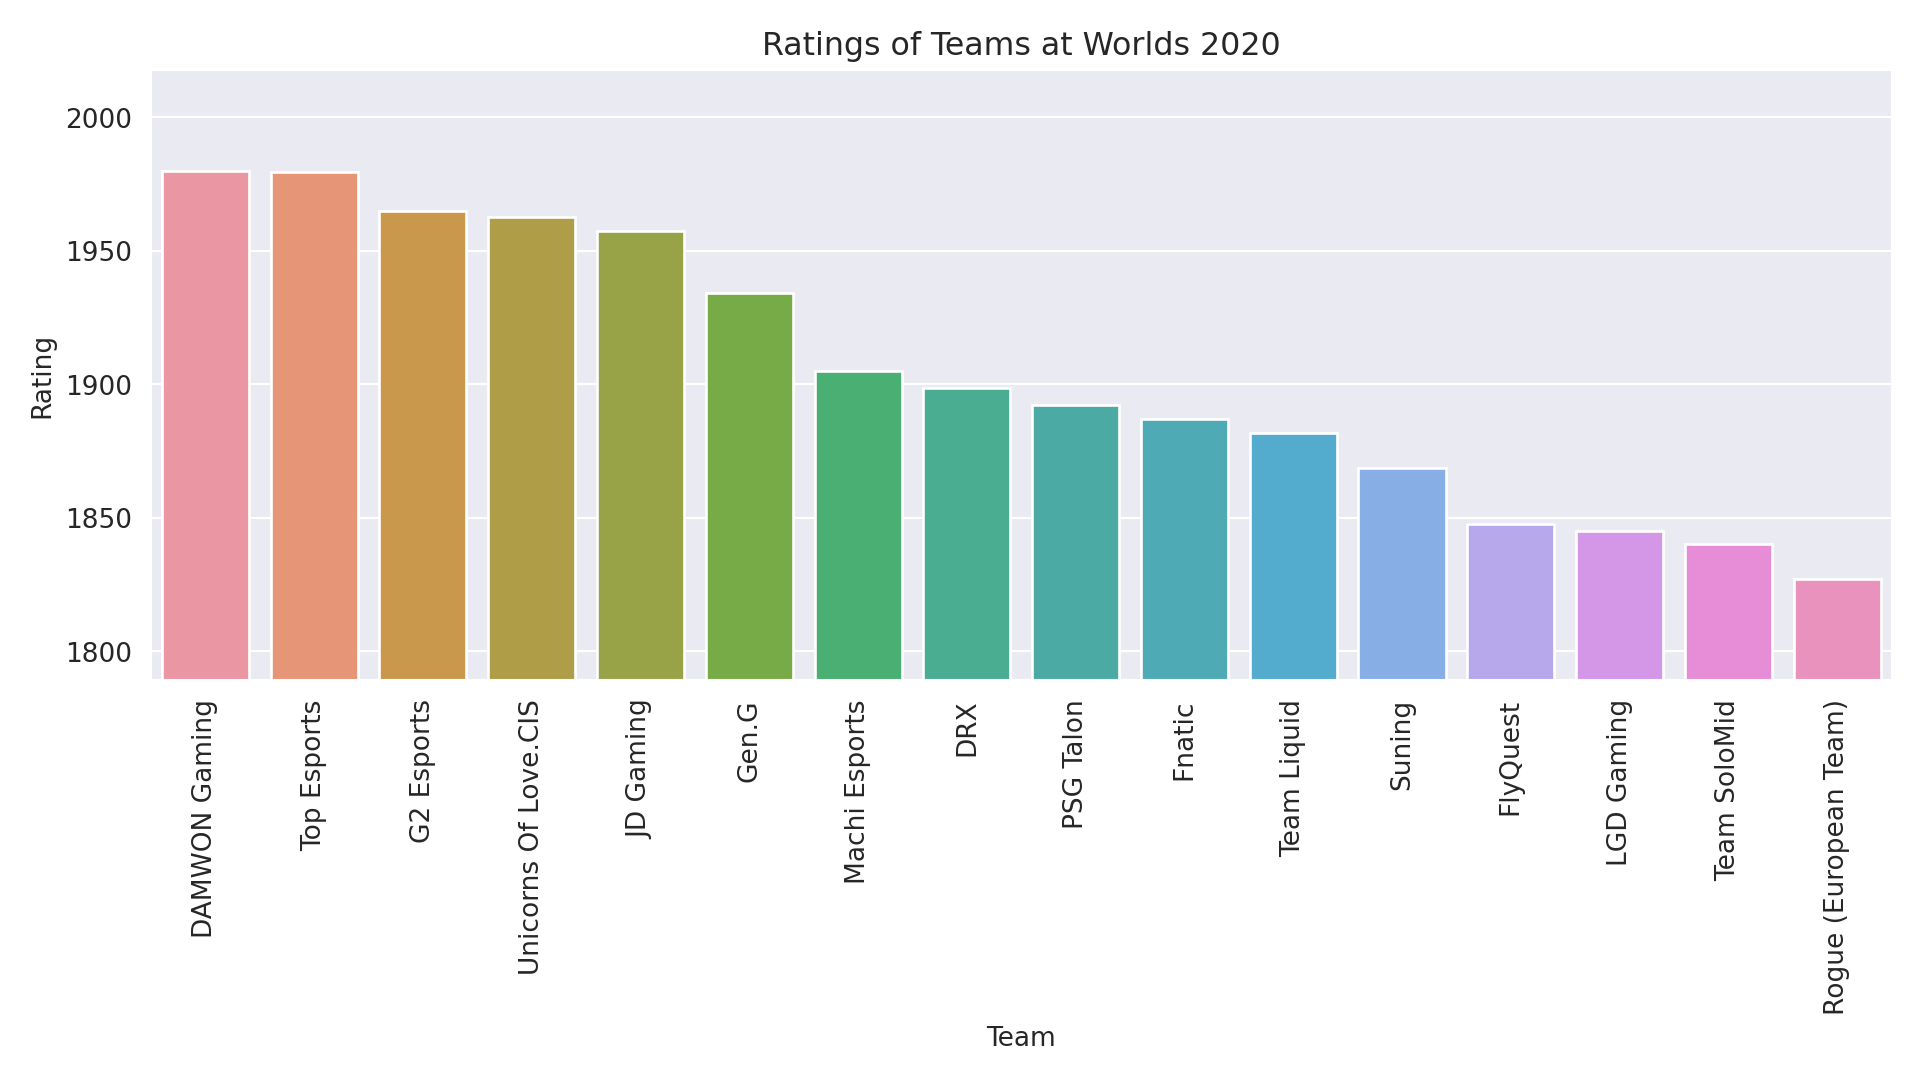 Ratings of Teams at Worlds 2020
2000
1950
1900
1850
1800
Rating
DAMWON Gaming
Top Esports
G2 Esports
Unicorns Of Love.CIS
JD Gaming
Gen.G
Machi Esports
DRX
PSG Talon
Fnatic
Team Liquid
Suning
FlyQuest
LGD Gaming
Team SoloMid
Rogue (European Team)
Team